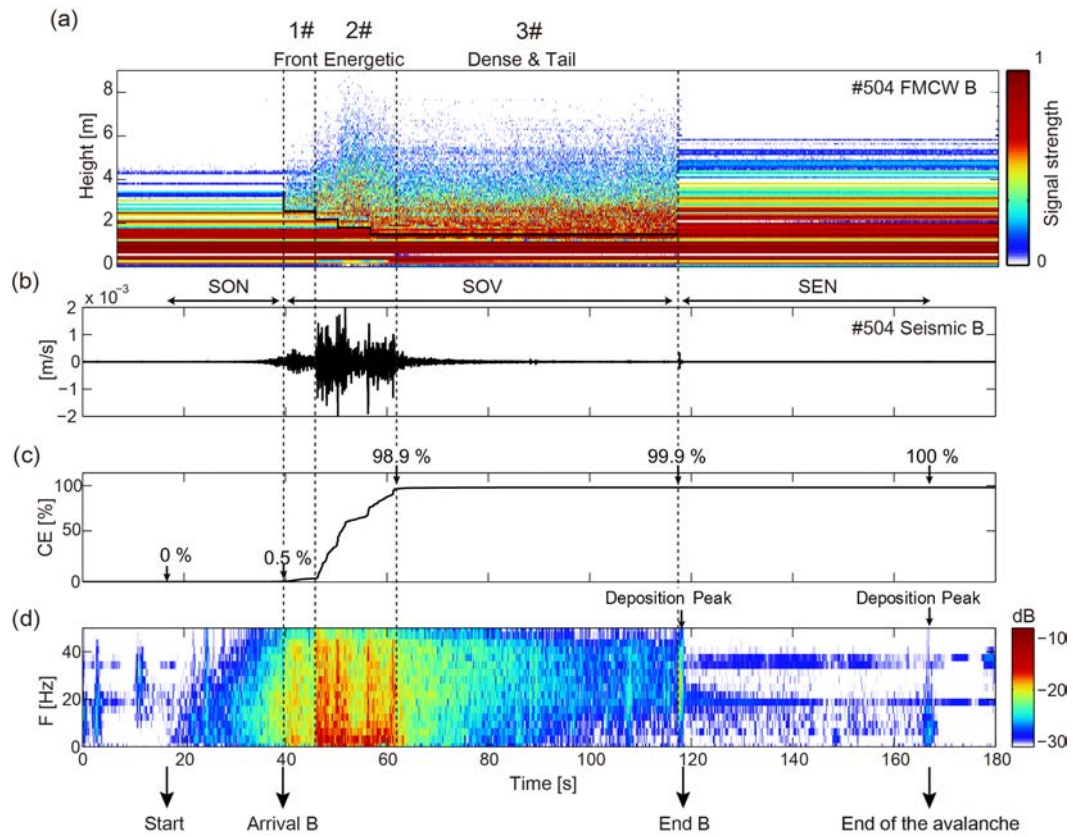 (a)
1# 2# 3#
Front Energetic Dense & Tail
#504 FMCW B
Height [m]
8
6
4
2
0
1
Signal strength
0
(b)
x 10⁻³
SON SOV SEN
#504 Seismic B
[m/s]
2
1
0
−1
−2
(c)
98.9 % 99.9 % 100 %
CE [%]
100
50
0
0 %
0.5 %
Deposition Peak Deposition Peak
(d)
dB
F [Hz]
40
20
0
−10
−20
−30
0 20 40 60 80 100 120 140 160 180
Time [s]
Start Arrival B End B End of the avalanche